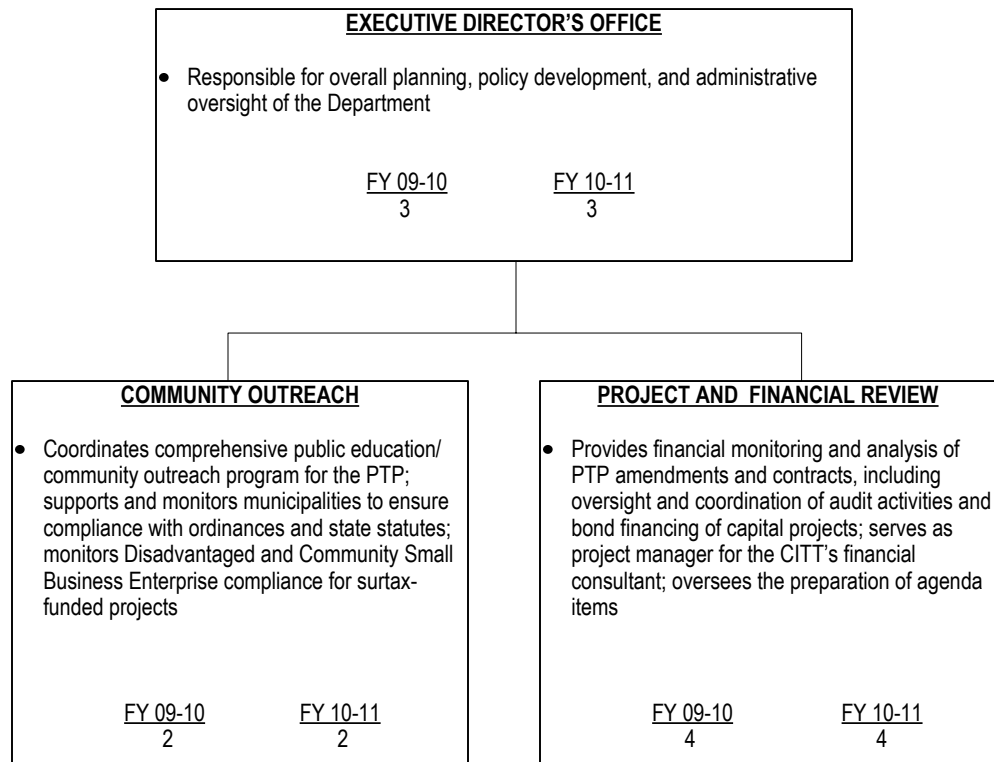 EXECUTIVE DIRECTOR'S OFFICE
• Responsible for overall planning, policy development, and administrative
oversight of the Department
FY 09-10 FY 10-11
3 3
COMMUNITY OUTREACH
• Coordinates comprehensive public education/
community outreach program for the PTP;
supports and monitors municipalities to ensure
compliance with ordinances and state statutes;
monitors Disadvantaged and Community Small
Business Enterprise compliance for surtax-
funded projects
FY 09-10 FY 10-11
2 2
PROJECT AND FINANCIAL REVIEW
• Provides financial monitoring and analysis of
PTP amendments and contracts, including
oversight and coordination of audit activities and
bond financing of capital projects; serves as
project manager for the CITT's financial
consultant; oversees the preparation of agenda
items
FY 09-10 FY 10-11
4 4